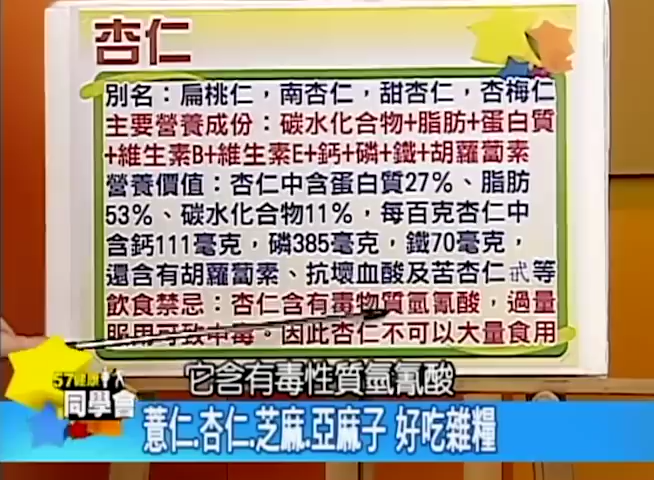 杏仁
別名：扁桃仁，南杏仁，甜杏仁，杏梅仁
主要營養成份：碳水化合物+脂肪+蛋白質
+維生素B+維生素E+鈣+磷+鐵+胡蘿蔔素
營養價值：杏仁中含蛋白質27%、脂肪
53%、碳水化合物11%，每百克杏仁中
含鈣111毫克，磷385毫克，鐵70毫克，
還含有胡蘿蔔素、抗壞血酸及苦杏仁甙等
飲食禁忌：杏仁含有毒物質氫氰酸，過量
服用可致中毒。因此杏仁不可以大量食用
它含有毒性質氫氰酸
57健康
同學會
薏仁.杏仁.芝麻.亞麻子 好吃雜糧